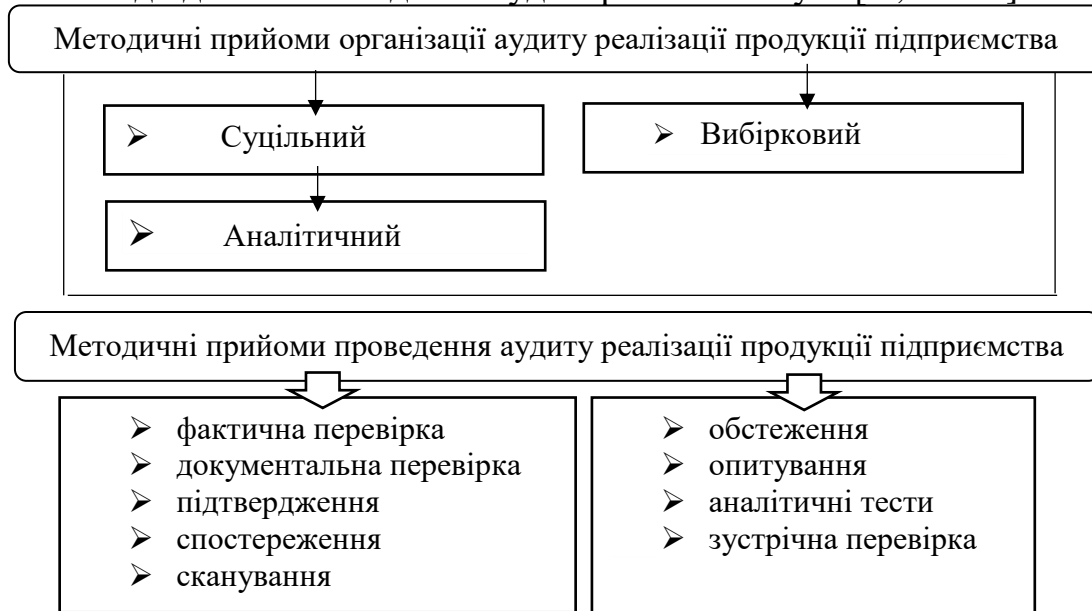 Методичні прийоми організації аудиту реалізації продукції підприємства
➢ Суцільний
➢ Вибірковий
➢ Аналітичний
Методичні прийоми проведення аудиту реалізації продукції підприємства
➢ фактична перевірка
➢ документальна перевірка
➢ підтвердження
➢ спостереження
➢ сканування
➢ обстеження
➢ опитування
➢ аналітичні тести
➢ зустрічна перевірка